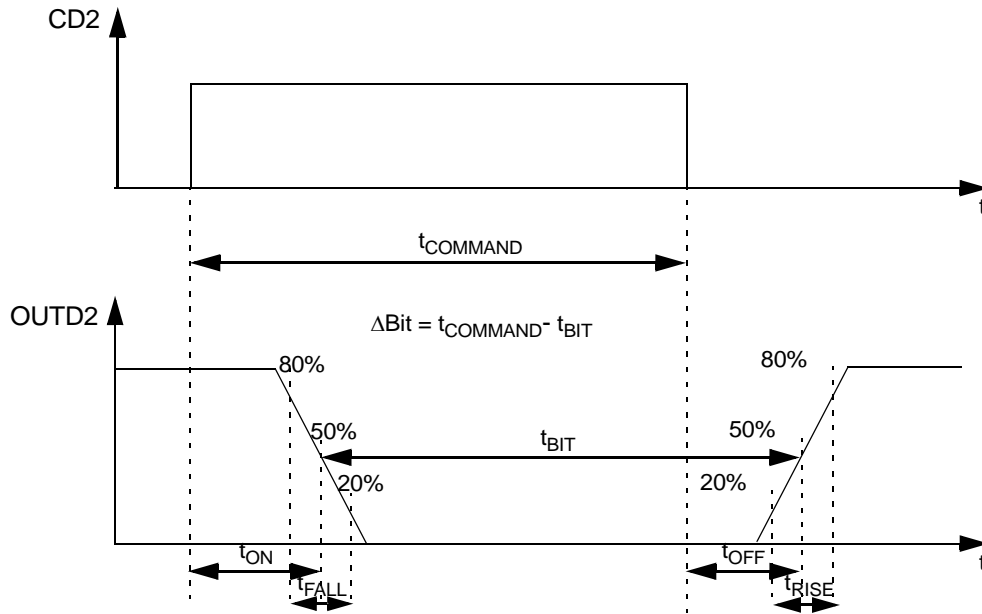 CD2
t
tCOMMAND
OUTD2
ΔBit = tCOMMAND- tBIT
80%
80%
50%
tBIT
50%
20%
20%
tON
tOFF
t
tFALL
tRISE